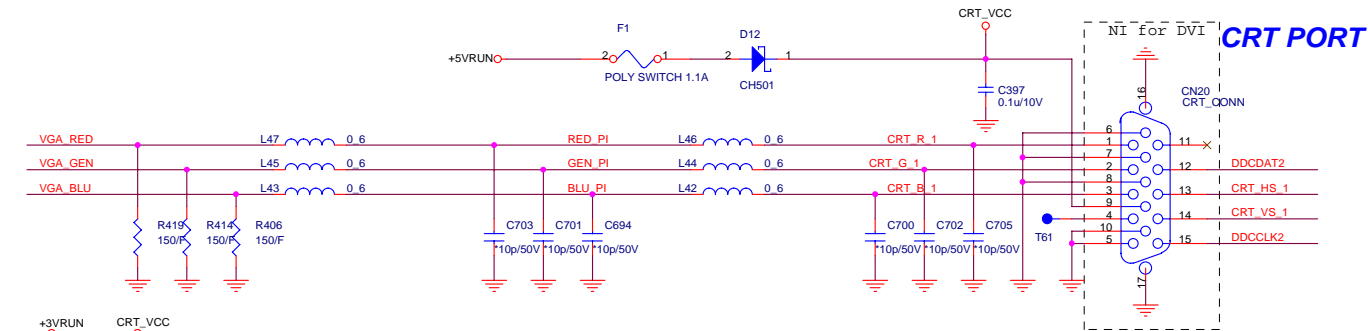 CRT_VCC
NI for DVI
CRT PORT
F1
D12
+5VRUN
2
1
2
1
POLY SWITCH 1.1A
CH501
C397
0.1u/10V
16
CN20
CRT_CONN
VGA_RED
L47
0_6
RED_PI
L46
0_6
CRT_R_1
6
1
11
VGA_GEN
L45
0_6
GEN_PI
L44
0_6
CRT_G_1
7
2
12
DDCDAT2
VGA_BLU
L43
0_6
BLU_PI
L42
0_6
CRT_B_1
8
3
13
CRT_HS_1
9
4
14
CRT_VS_1
T61
10
5
15
DDCCLK2
R419
150/F
R414
150/F
R406
150/F
C703
*10p/50V
C701
*10p/50V
C694
*10p/50V
C700
*10p/50V
C702
*10p/50V
C705
*10p/50V
17
+3VRUN
CRT_VCC